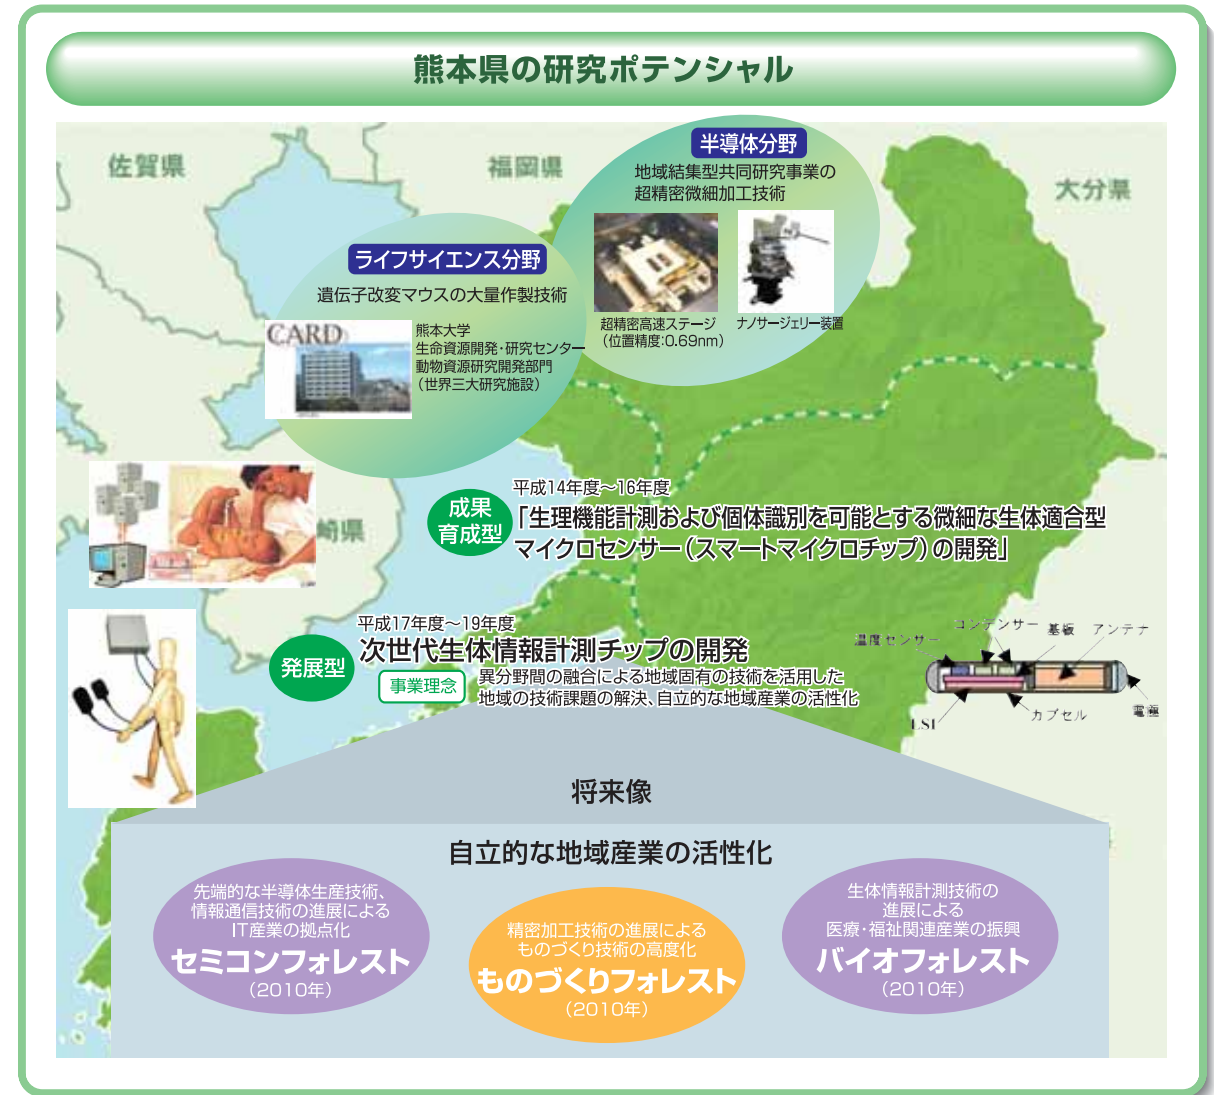 熊本県の研究ポテンシャル
佐賀県
福岡県
大分県
崎県
半導体分野
地域結集型共同研究事業の
超精密微細加工技術
超精密高速ステージ
（位置精度：0.69nm）
ナノサージェリー装置
ライフサイエンス分野
遺伝子改変マウスの大量作製技術
CARD
熊本大学
生命資源開発・研究センター
動物資源研究開発部門
（世界三大研究施設）
成果
育成型
平成14年度～16年度
「生理機能計測および個体識別を可能とする微細な生体適合型
マイクロセンサー（スマートマイクロチップ）の開発」
発展型
平成17年度～19年度
次世代生体情報計測チップの開発
事業理念
異分野間の融合による地域固有の技術を活用した
地域の技術課題の解決、自立的な地域産業の活性化
温度センサー
コンデンサー
基板
アンテナ
LSI
カプセル
電極
将来像
自立的な地域産業の活性化
先端的な半導体生産技術、
情報通信技術の進展による
IT産業の拠点化
セミコンフォレスト
（2010年）
精密加工技術の進展による
ものづくり技術の高度化
ものづくりフォレスト
（2010年）
生体情報計測技術の
進展による
医療・福祉関連産業の振興
バイオフォレスト
（2010年）